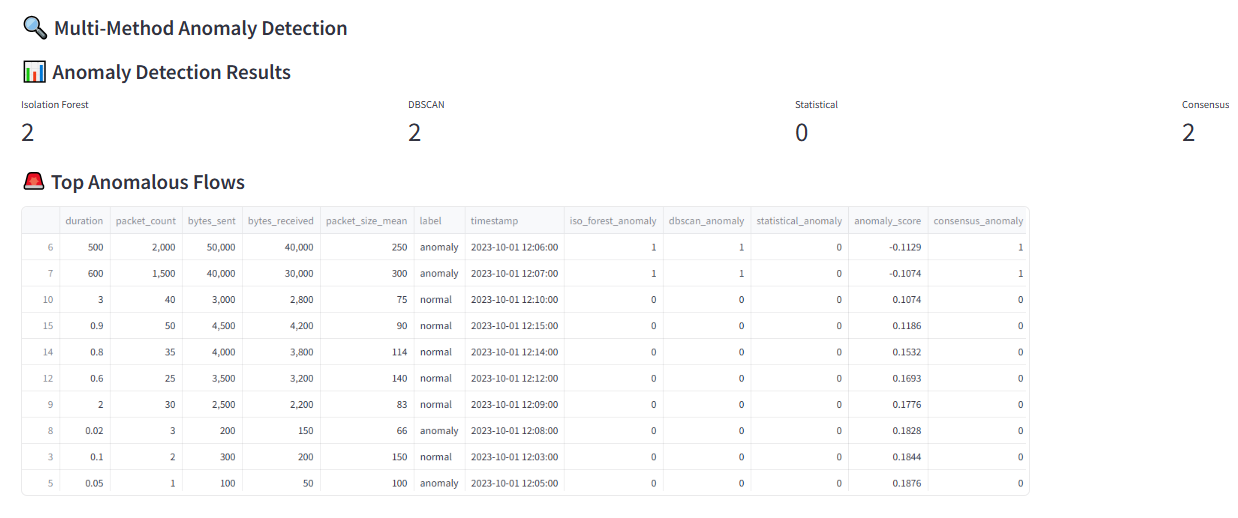 Multi-Method Anomaly Detection
Anomaly Detection Results
Isolation Forest DBSCAN Statistical Consensus
2 2 0 2
Top Anomalous Flows
duration packet_count bytes_sent bytes_received packet_size_mean label timestamp iso_forest_anomaly dbscan_anomaly statistical_anomaly anomaly_score consensus_anomaly
6 500 2,000 50,000 40,000 250 anomaly 2023-10-01 12:06:00 1 1 0 -0.1129 1
7 600 1,500 40,000 30,000 300 anomaly 2023-10-01 12:07:00 1 1 0 -0.1074 1
10 3 40 3,000 2,800 75 normal 2023-10-01 12:10:00 0 0 0 0.1074 0
15 0.9 50 4,500 4,200 90 normal 2023-10-01 12:15:00 0 0 0 0.1186 0
14 0.8 35 4,000 3,800 114 normal 2023-10-01 12:14:00 0 0 0 0.1532 0
12 0.6 25 3,500 3,200 140 normal 2023-10-01 12:12:00 0 0 0 0.1693 0
9 2 30 2,500 2,200 83 normal 2023-10-01 12:09:00 0 0 0 0.1776 0
8 0.02 3 200 150 66 anomaly 2023-10-01 12:08:00 0 0 0 0.1828 0
3 0.1 2 300 200 150 normal 2023-10-01 12:03:00 0 0 0 0.1844 0
5 0.05 1 100 50 100 anomaly 2023-10-01 12:05:00 0 0 0 0.1876 0